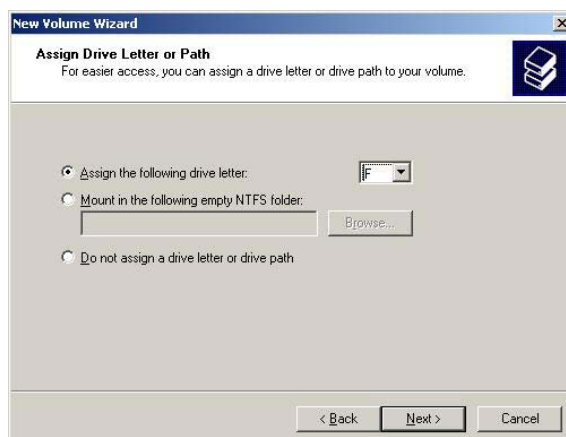 New Volume Wizard
Assign Drive Letter or Path
For easier access, you can assign a drive letter or drive path to your volume.
Assign the following drive letter:
F
Mount in the following empty NTFS folder:
Browse...
Do not assign a drive letter or drive path
< Back
Next >
Cancel